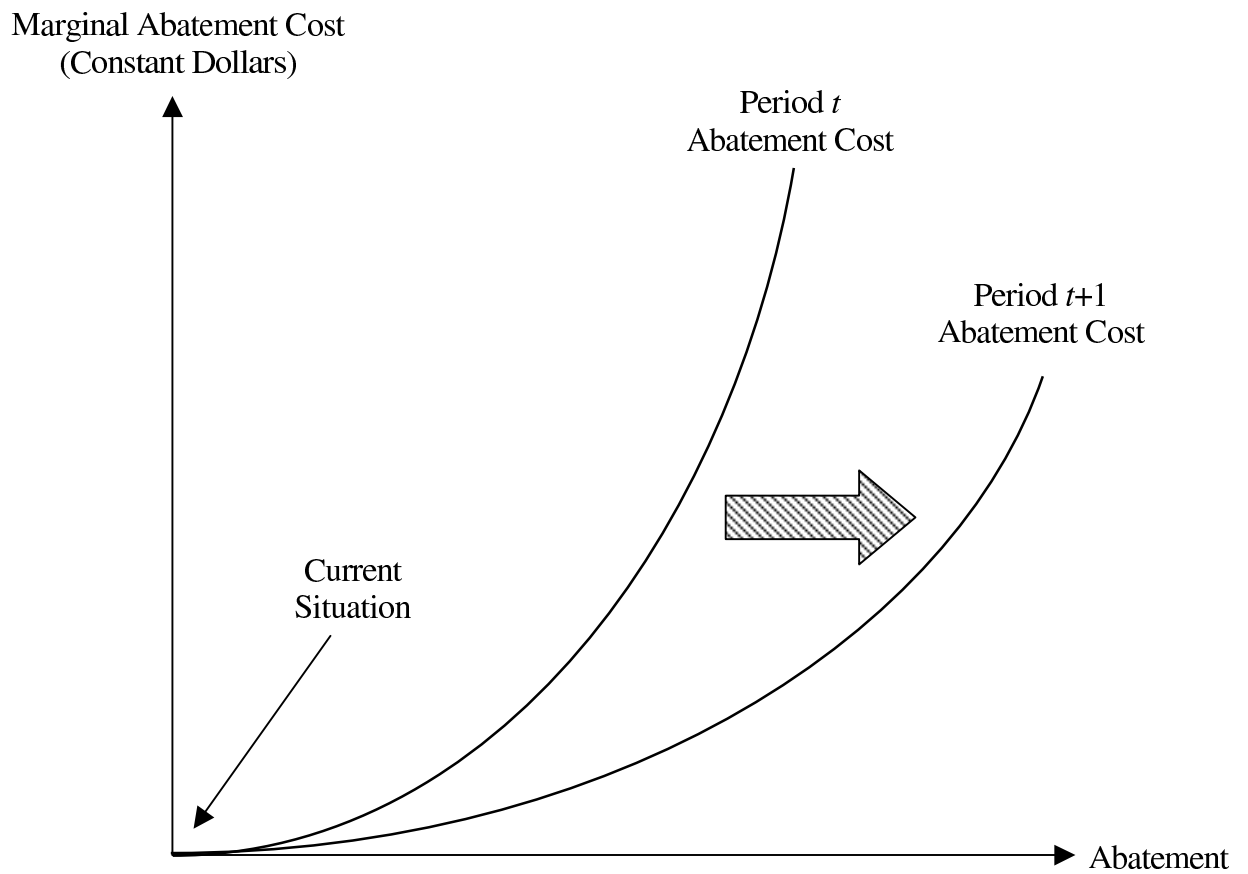 Marginal Abatement Cost
(Constant Dollars)
Period t
Abatement Cost
Period t+1
Abatement Cost
Current
Situation
Abatement